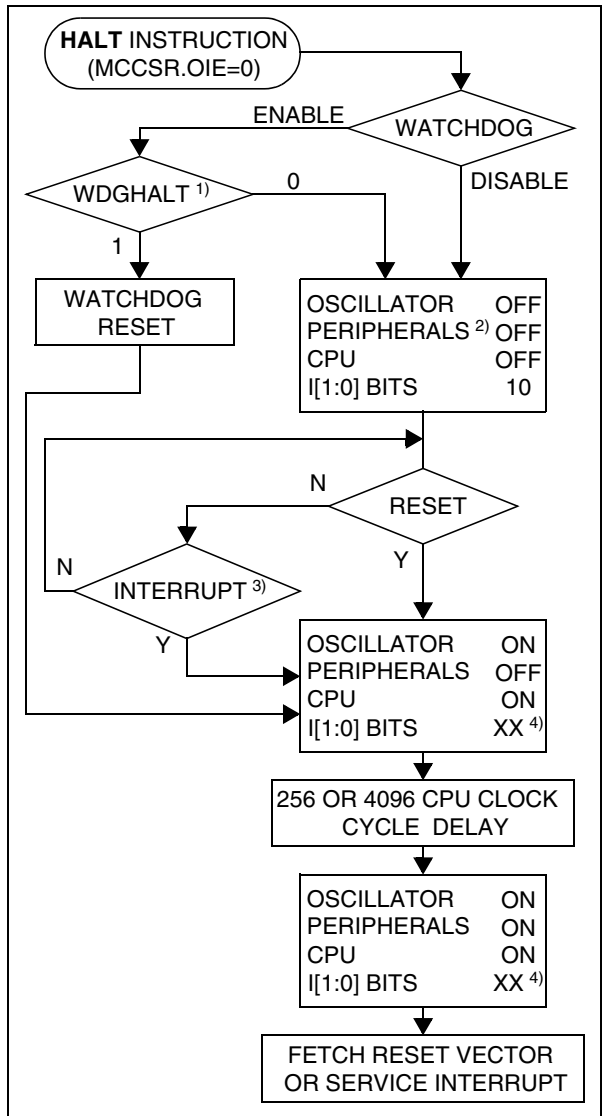 HALT INSTRUCTION
(MCCSR.OIE=0)
ENABLE
WATCHDOG
WDGHALT 1)
0
DISABLE
1
WATCHDOG
RESET
OSCILLATOR OFF
PERIPHERALS 2) OFF
CPU OFF
I[1:0] BITS 10
N
RESET
Y
N
INTERRUPT 3)
Y
OSCILLATOR ON
PERIPHERALS OFF
CPU ON
I[1:0] BITS XX 4)
256 OR 4096 CPU CLOCK
CYCLE DELAY
OSCILLATOR ON
PERIPHERALS ON
CPU ON
I[1:0] BITS XX 4)
FETCH RESET VECTOR
OR SERVICE INTERRUPT